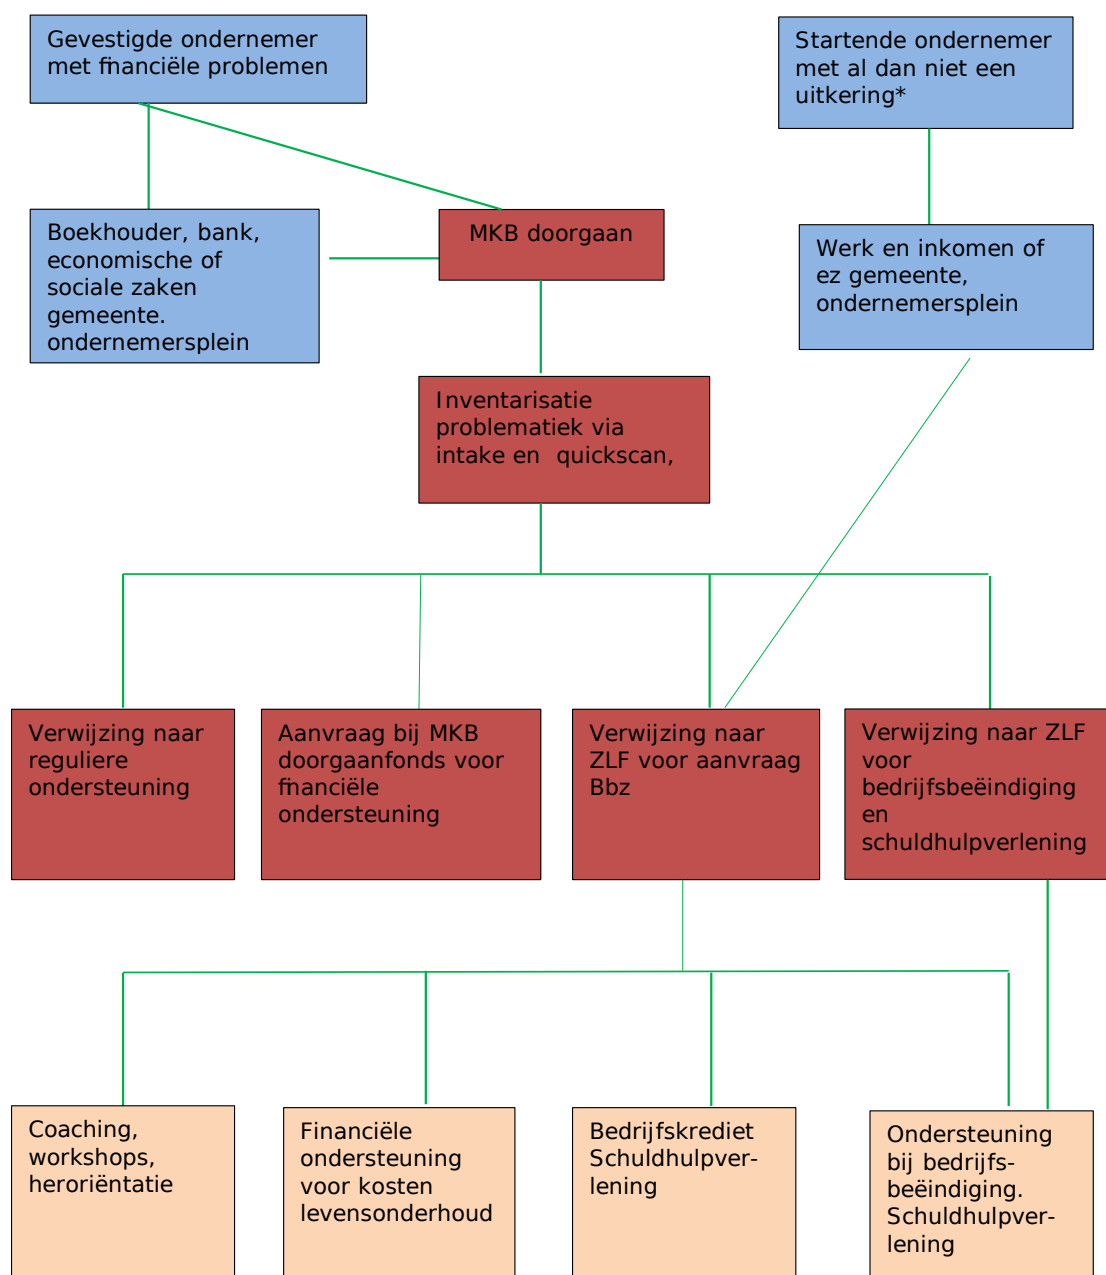 Gevestigde ondernemer
met financiële problemen
Startende ondernemer
met al dan niet een
uitkering*
Boekhouder, bank,
economische of
sociale zaken
gemeente.
ondernemersplein
MKB doorgaan
Werk en inkomen of
ez gemeente,
ondernemersplein
Inventarisatie
problematiek via
intake en  quickscan,
Verwijzing naar
reguliere
ondersteuning
Aanvraag bij MKB
doorgaanfonds voor
financiële
ondersteuning
Verwijzing naar
ZLF voor aanvraag
Bbz
Verwijzing naar ZLF
voor
bedrijfsbeëindiging
en
schuldhulpverlening
Coaching,
workshops,
heroriëntatie
Financiële
ondersteuning
voor kosten
levensonderhoud
Bedrijfskrediet
Schuldhulpver-
lening
Ondersteuning
bij bedrijfs-
beëindiging.
Schuldhulpver-
lening